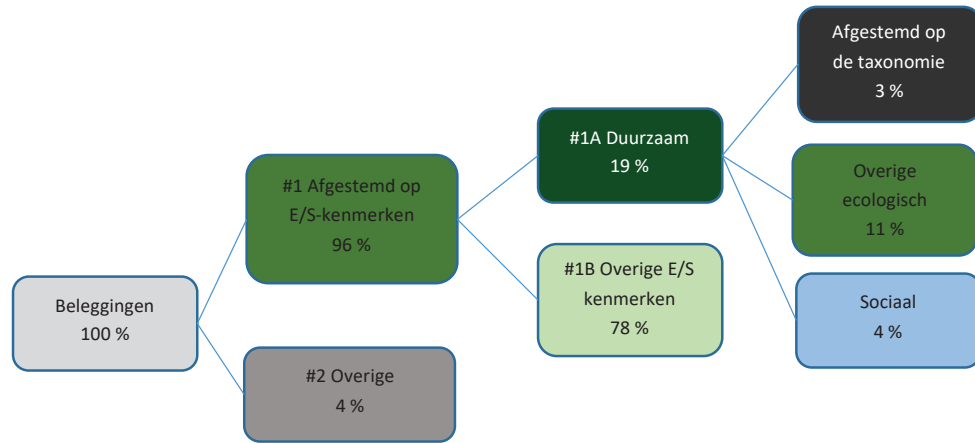 Beleggingen
100 %
#1 Afgestemd op
E/S-kenmerken
96 %
#2 Overige
4 %
#1A Duurzaam
19 %
#1B Overige E/S
kenmerken
78 %
Afgestemd op
de taxonomie
3 %
Overige
ecologisch
11 %
Sociaal
4 %